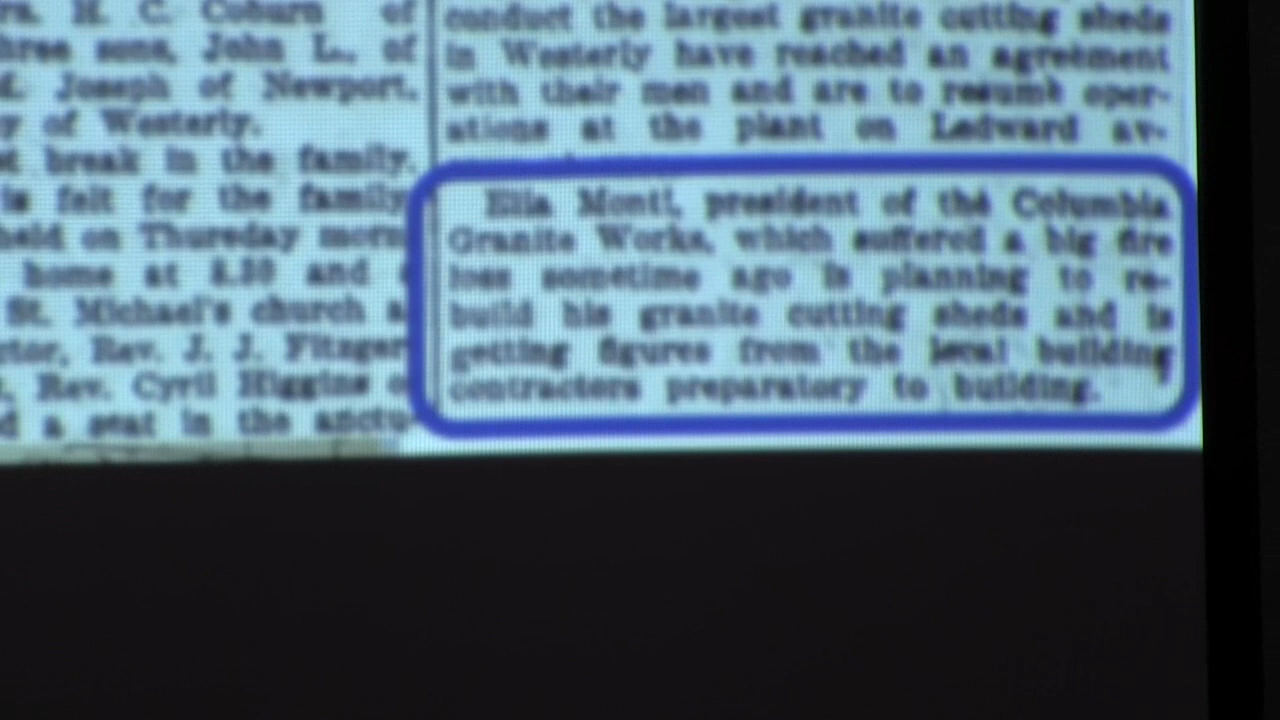 rs. H. C. Coburn of
hree sons, John L. of
f. Joseph of Newport,
y of Westerly.
st break in the family.
is felt for the family
held on Thursday morn
home at 8.30 and
St. Michael's church a
ctor, Rev. J. J. Fitzger
Rev. Cyril Higgins o
d a seat in the anctu-
conduct the largest granite cutting sheds
in Westerly have reached an agreement
with their men and are to resume oper-
ations at the plant on Ledward av-
Elia Monti, president of the Columbia
Granite Works, which suffered a big fire
loss sometime ago is planning to re-
build his granite cutting sheds and is
getting figures from the local building
contractors preparatory to building.